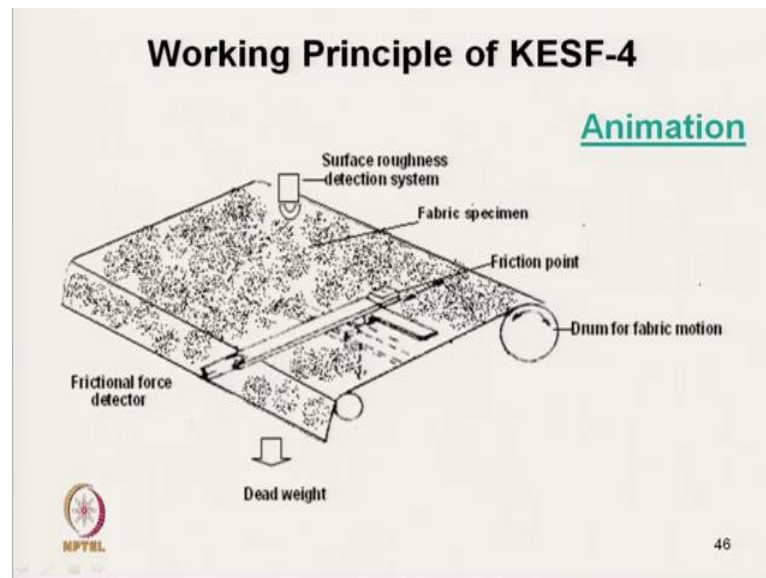 Working Principle of KESF-4
Animation
Surface roughness
detection system
Fabric specimen
Friction point
Drum for fabric motion
Frictional force
detector
Dead weight
NPTEL
46